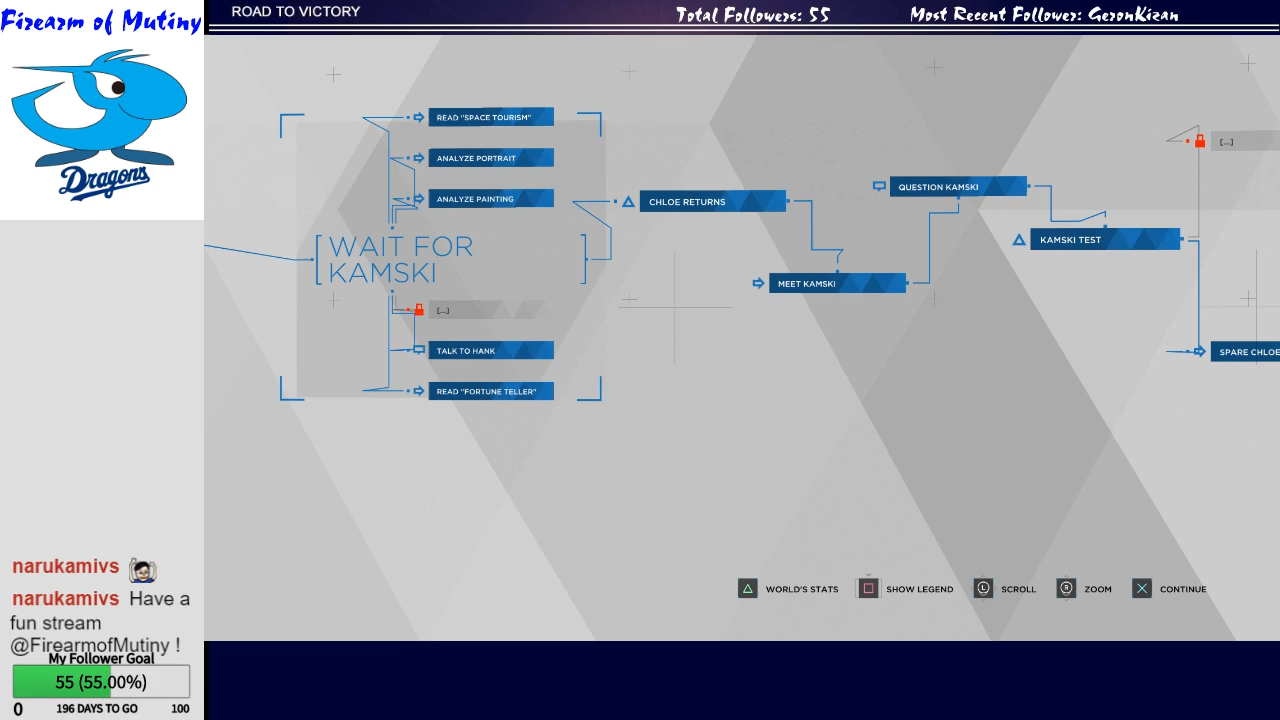 Firearm of Mutiny
Dragons
ROAD TO VICTORY
Total Followers: 55
Most Recent Follower: GeronKizan
READ "SPACE TOURISM"
ANALYZE PORTRAIT
ANALYZE PAINTING
WAIT FOR
KAMSKI
[...]
TALK TO HANK
READ "FORTUNE TELLER"
CHLOE RETURNS
MEET KAMSKI
QUESTION KAMSKI
KAMSKI TEST
[...]
SPARE CHLOE
WORLD'S STATS
SHOW LEGEND
L SCROLL
R ZOOM
CONTINUE
narukamivs
narukamivs Have a
fun stream
@FirearmofMutiny !
My Follower Goal
55 (55.00%)
0 196 DAYS TO GO 100